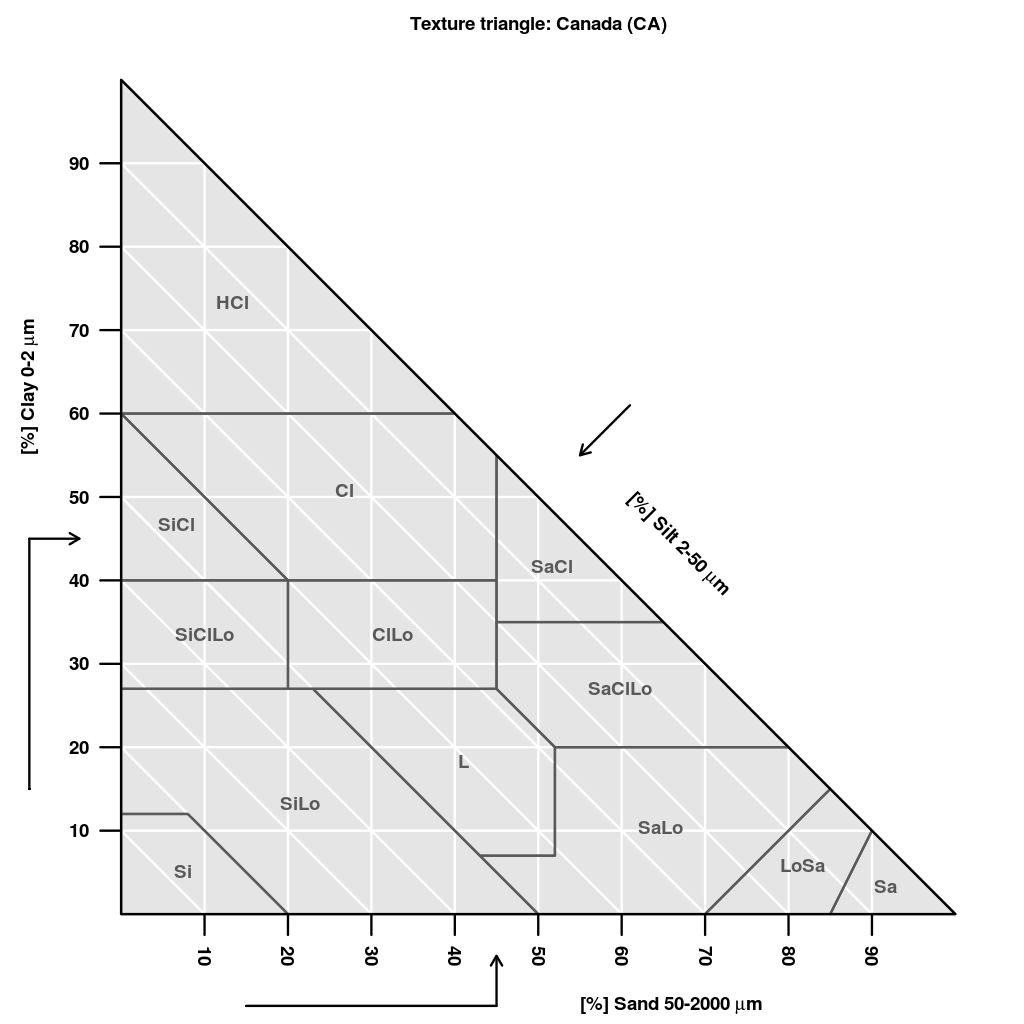 Texture triangle: Canada (CA)
90
80
HCl
70
[%] Clay 0-2 μm
60
50
Cl
SiCl
[%] Silt 2-50 μm
SaCl
40
SiClLo
ClLo
30
SaClLo
20
L
SiLo
SaLo
10
LoSa
Si
Sa
10 20 30 40 50 60 70 80 90
[%] Sand 50-2000 μm